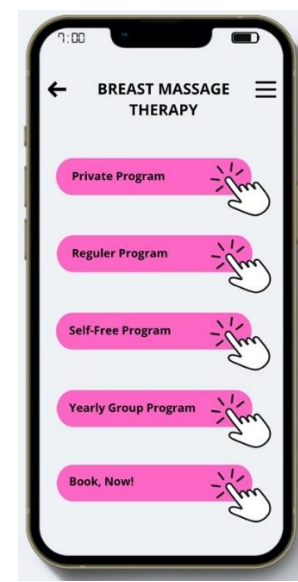 7:00
BREAST MASSAGE
THERAPY
Private Program
Reguler Program
Self-Free Program
Yearly Group Program
Book, Now!